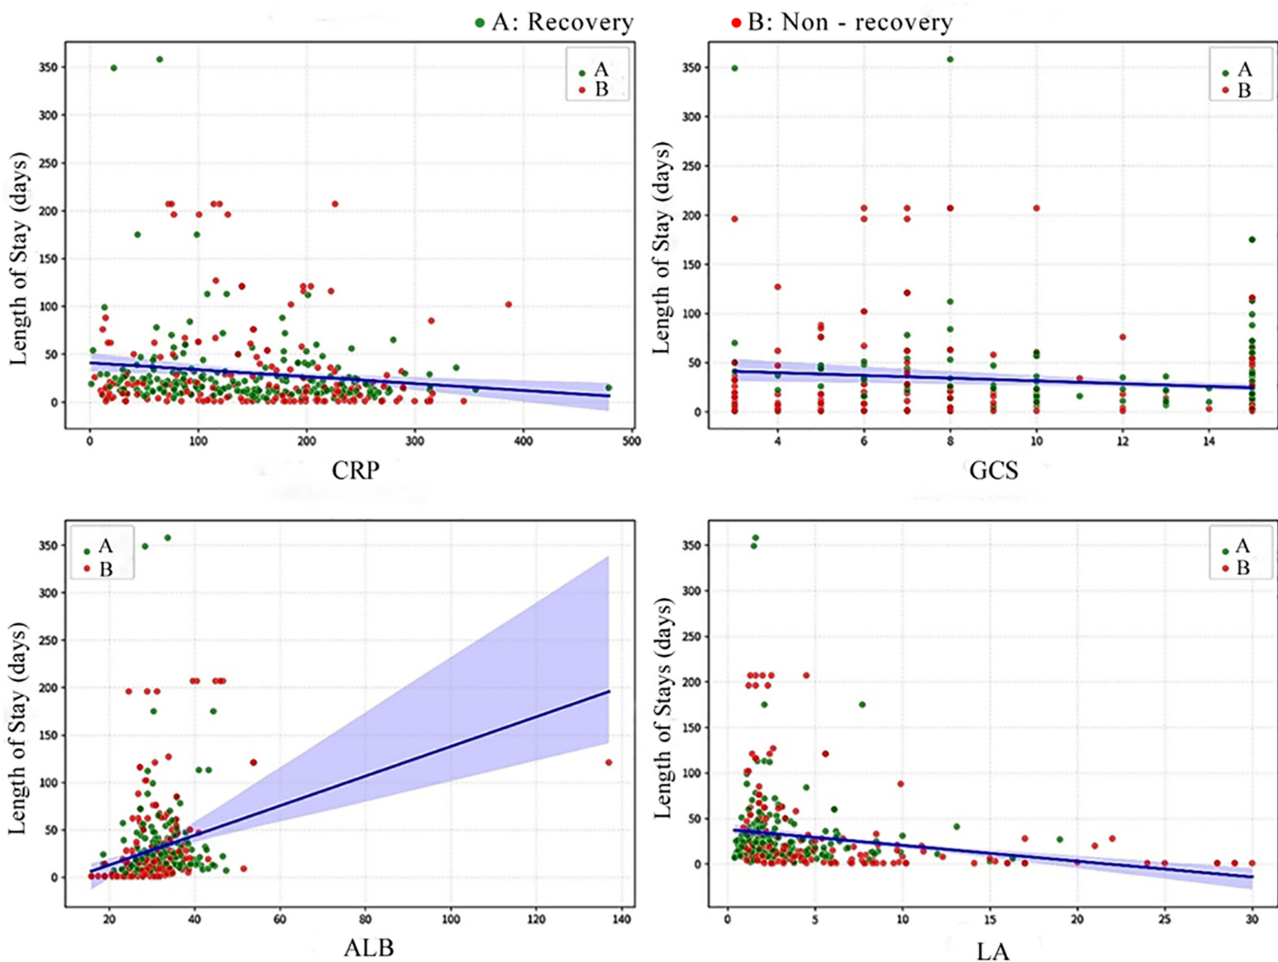 A: Recovery B: Non - recovery
350
300
250
200
150
100
50
0
Length of Stay (days)
A
B
0 100 200 300 400 500
CRP
350
300
250
200
150
100
50
0
Length of Stay (days)
A
B
4 6 8 10 12 14
GCS
350
300
250
200
150
100
50
0
Length of Stay (days)
A
B
20 40 60 80 100 120 140
ALB
350
300
250
200
150
100
50
0
Length of Stays (days)
A
B
0 5 10 15 20 25 30
LA